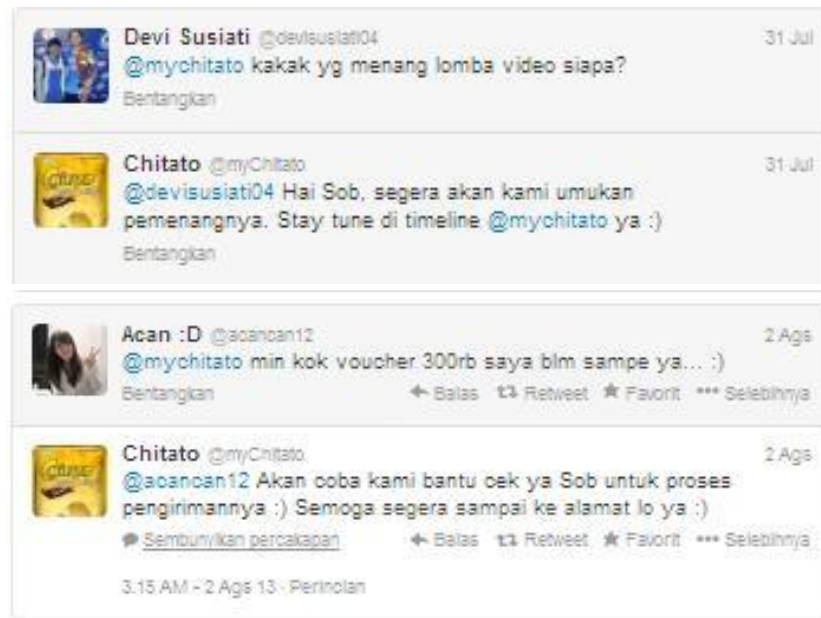 Devi Susiati @devisusiati04 31 Jul
@mychitato kakak yg menang lomba video siapa?
Bentangkan
Chitato @myChitato 31 Jul
@devisusiati04 Hai Sob, segera akan kami umukan
pemenangnya. Stay tune di timeline @mychitato ya :)
Bentangkan
Acan :D @acancan12 2 Ags
@mychitato min kok voucher 300rb saya blm sampe ya... :)
Bentangkan Balas Retweet Favorit Selebihnya
Chitato @myChitato 2 Ags
@acancan12 Akan coba kami bantu cek ya Sob untuk proses
pengirimannya :) Semoga segera sampai ke alamat lo ya :)
Sembunyikan percakapan Balas Retweet Favorit Selebihnya
3.15 AM - 2 Ags 13 · Perincian